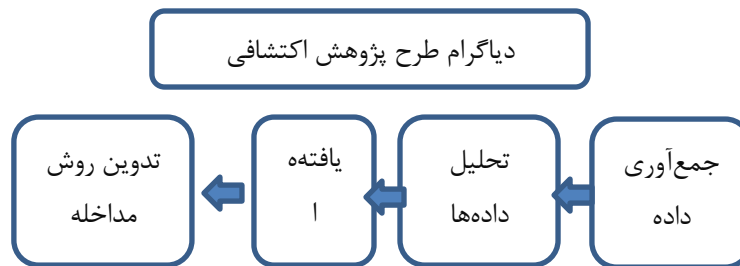 دیاگرام طرح پژوهش اکتشافی
جمع‌آوری
داده
تحلیل
داده‌ها
یافته‌ه
ا
تدوین روش
مداخله